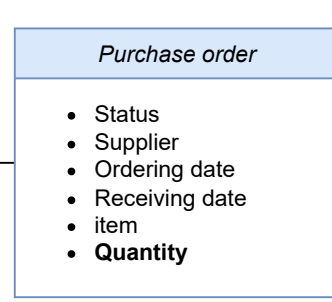 Purchase order
• Status
• Supplier
• Ordering date
• Receiving date
• item
• Quantity